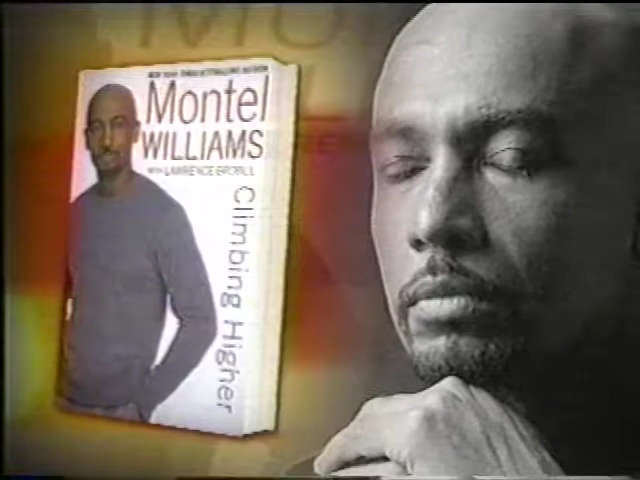 NEW YORK TIMES BESTSELLING AUTHOR
Montel
WILLIAMS
WITH LAWRENCE GROBEL
Climbing Higher